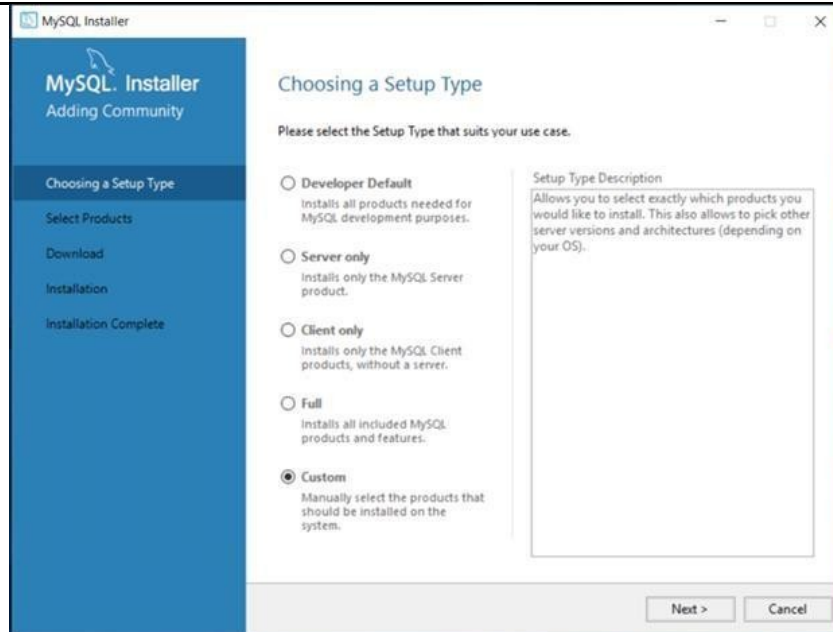 MySQL Installer
MySQL. Installer
Adding Community
Choosing a Setup Type
Select Products
Download
Installation
Installation Complete
Choosing a Setup Type
Please select the Setup Type that suits your use case.
Developer Default
Installs all products needed for
MySQL development purposes.
Server only
Installs only the MySQL Server
product.
Client only
Installs only the MySQL Client
products, without a server.
Full
Installs all included MySQL
products and features.
Custom
Manually select the products that
should be installed on the
system.
Setup Type Description
Allows you to select exactly which products you
would like to install. This also allows to pick other
server versions and architectures (depending on
your OS).
Next >
Cancel